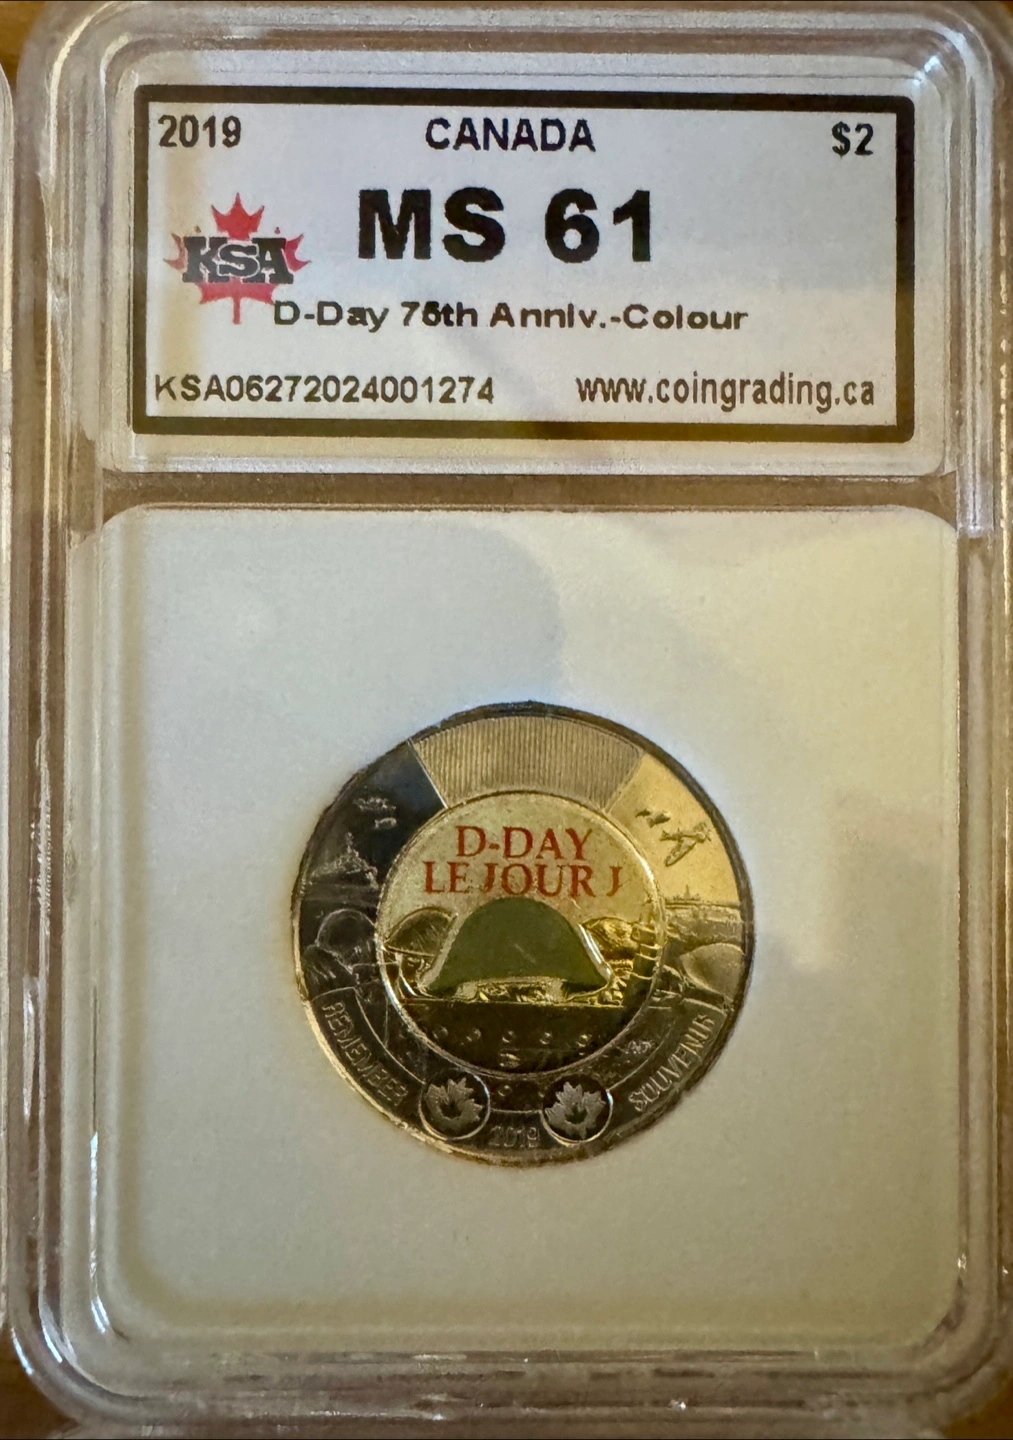 2019 CANADA $2
MS 61
KSA
D-Day 75th Anniv.-Colour
KSA06272024001274 www.coingrading.ca
D-DAY
LE JOUR J
REMEMBER
SOUVENIR
2019